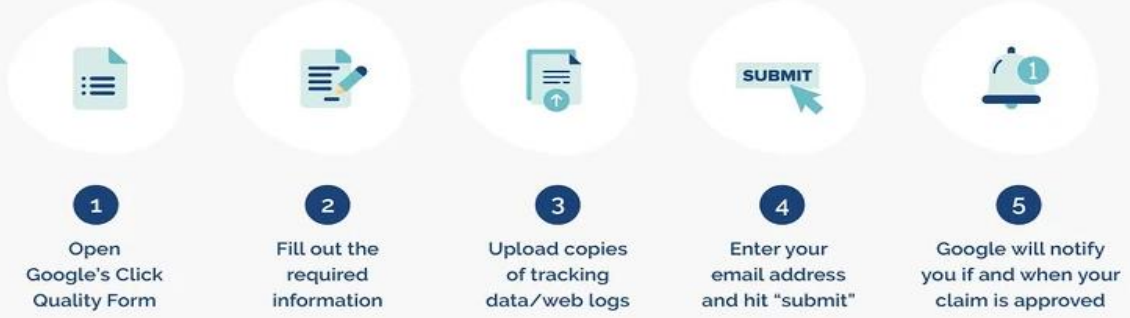 1
SUBMIT
1
Open
Google's Click
Quality Form
2
Fill out the
required
information
3
Upload copies
of tracking
data/web logs
4
Enter your
email address
and hit “submit”
5
Google will notify
you if and when your
claim is approved